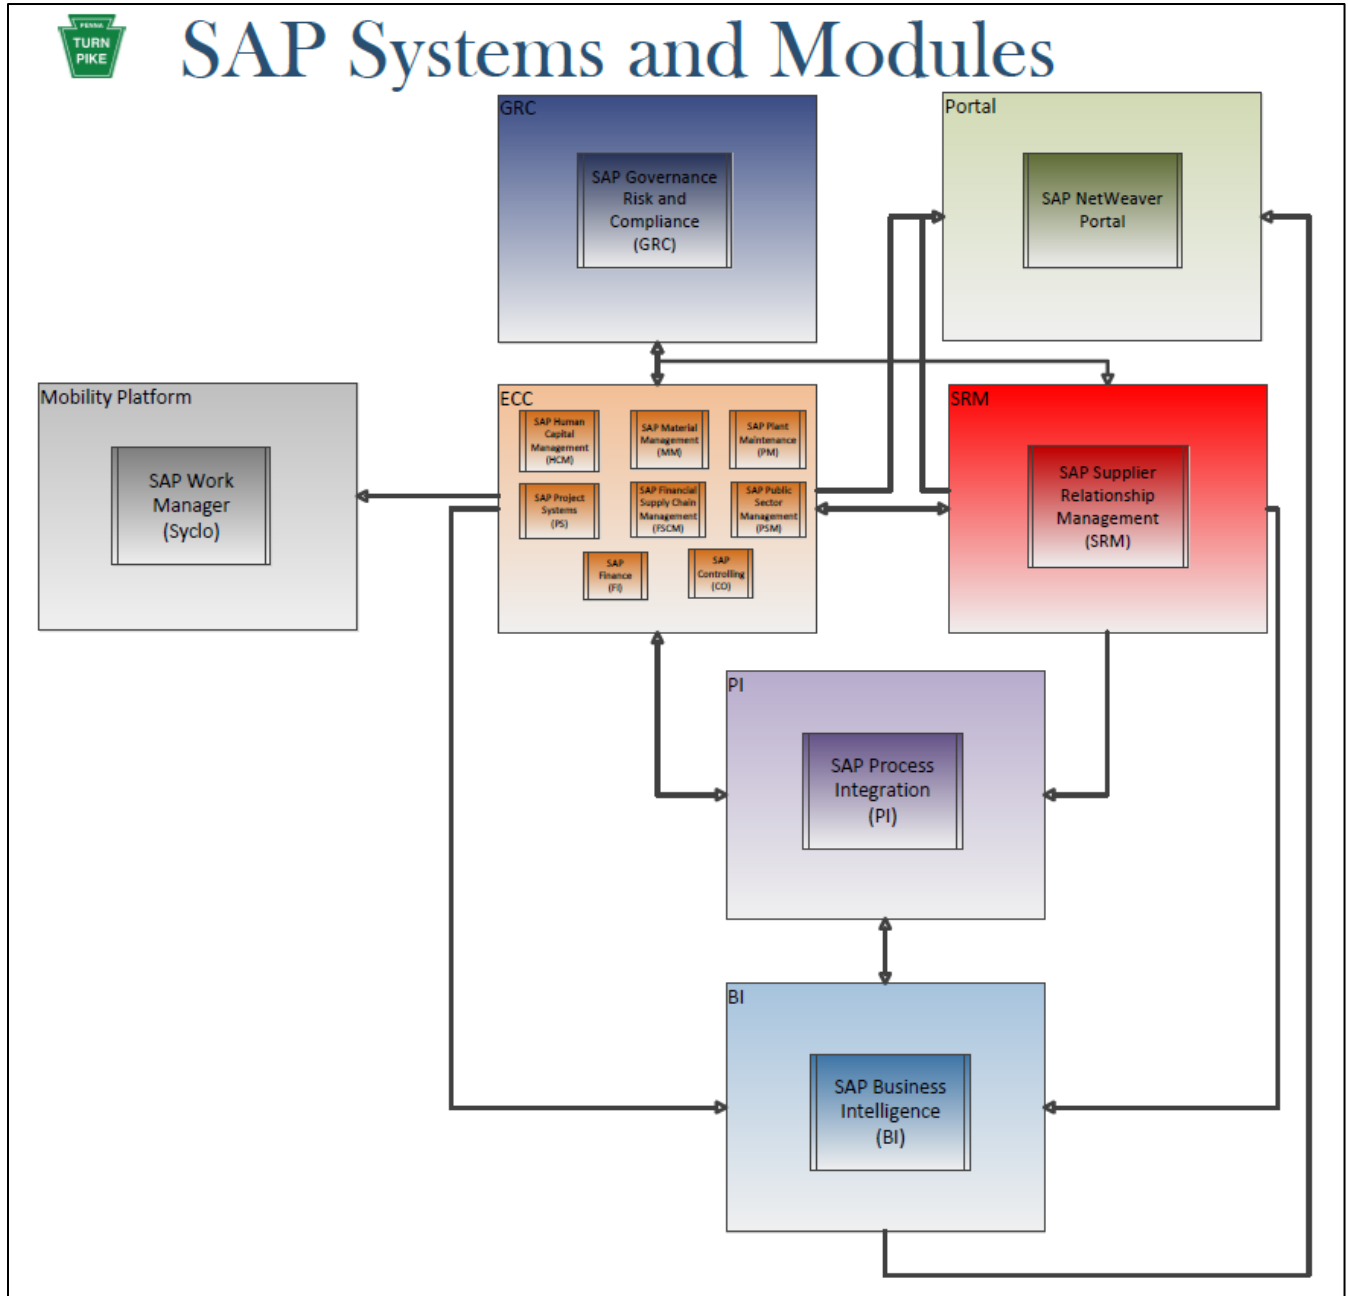 PENNA
TURN
PIKE
SAP Systems and Modules
GRC
SAP Governance
Risk and
Compliance
(GRC)
Portal
SAP NetWeaver
Portal
Mobility Platform
SAP Work
Manager
(Syclo)
ECC
SAP Human
Capital
Management
(HCM)
SAP Material
Management
(MM)
SAP Plant
Maintenance
(PM)
SAP Project
Systems
(PS)
SAP Financial
Supply Chain
Management
(FSCM)
SAP Public
Sector
Management
(PSM)
SAP
Finance
(FI)
SAP
Controlling
(CO)
SRM
SAP Supplier
Relationship
Management
(SRM)
PI
SAP Process
Integration
(PI)
BI
SAP Business
Intelligence
(BI)